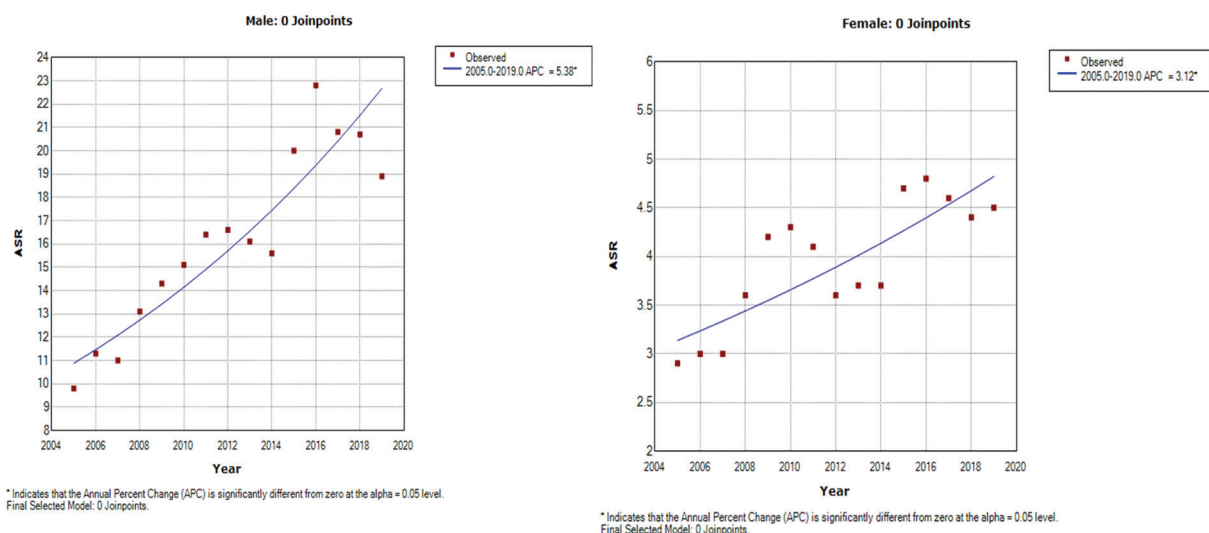 Male: 0 Joinpoints
Observed
2005.0-2019.0 APC = 5.38*
24
23
22
21
20
19
18
17
16
15
14
13
12
11
10
9
8
ASR
2004 2006 2008 2010 2012 2014 2016 2018 2020
Year
* Indicates that the Annual Percent Change (APC) is significantly different from zero at the alpha = 0.05 level.
Final Selected Model: 0 Joinpoints.
Female: 0 Joinpoints
Observed
2005.0-2019.0 APC = 3.12*
6
5.5
5
4.5
4
3.5
3
2.5
2
ASR
2004 2006 2008 2010 2012 2014 2016 2018 2020
Year
* Indicates that the Annual Percent Change (APC) is significantly different from zero at the alpha = 0.05 level.
Final Selected Model: 0 Joinpoints.